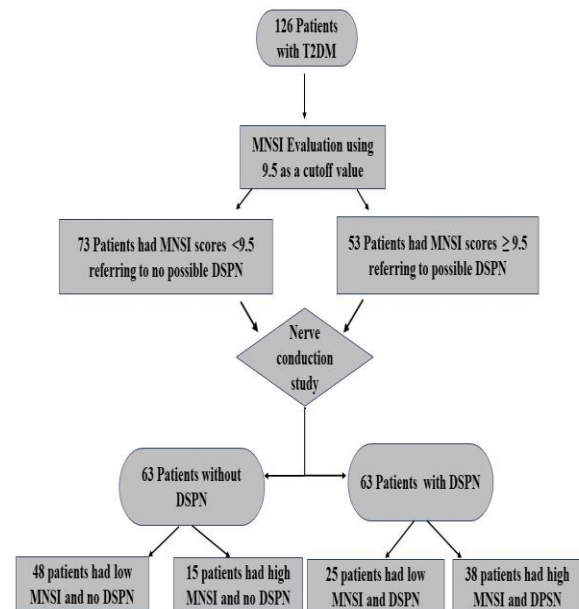 126 Patients
with T2DM
MNSI Evaluation using
9.5 as a cutoff value
73 Patients had MNSI scores <9.5
referring to no possible DSPN
53 Patients had MNSI scores ≥ 9.5
referring to possible DSPN
Nerve
conduction
study
63 Patients without
DSPN
63 Patients with DSPN
48 patients had low
MNSI and no DSPN
15 patients had high
MNSI and no DSPN
25 patients had low
MNSI and DSPN
38 patients had high
MNSI and DPSN